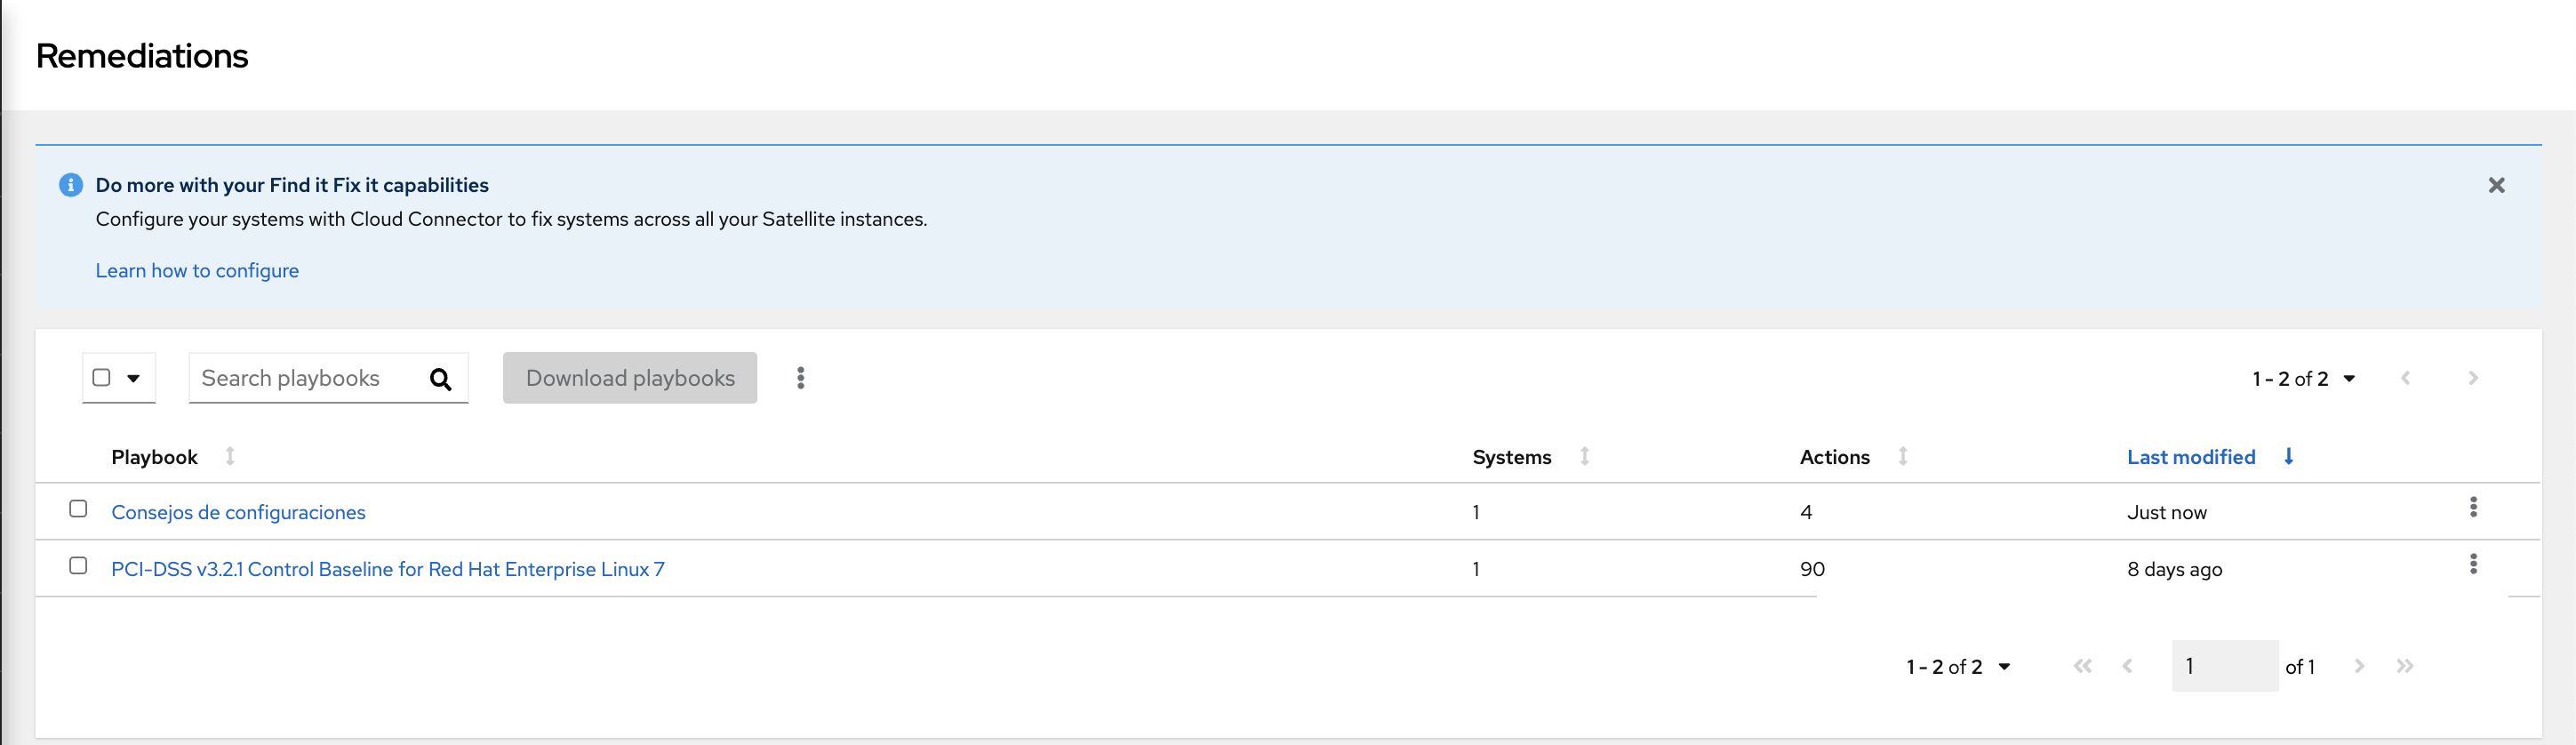 Remediations
Do more with your Find it Fix it capabilities
Configure your systems with Cloud Connector to fix systems across all your Satellite instances.
Learn how to configure
Search playbooks Download playbooks 1 - 2 of 2
Playbook Systems Actions Last modified
Consejos de configuraciones 1 4 Just now
PCI-DSS v3.2.1 Control Baseline for Red Hat Enterprise Linux 7 1 90 8 days ago
1 - 2 of 2 1 of 1